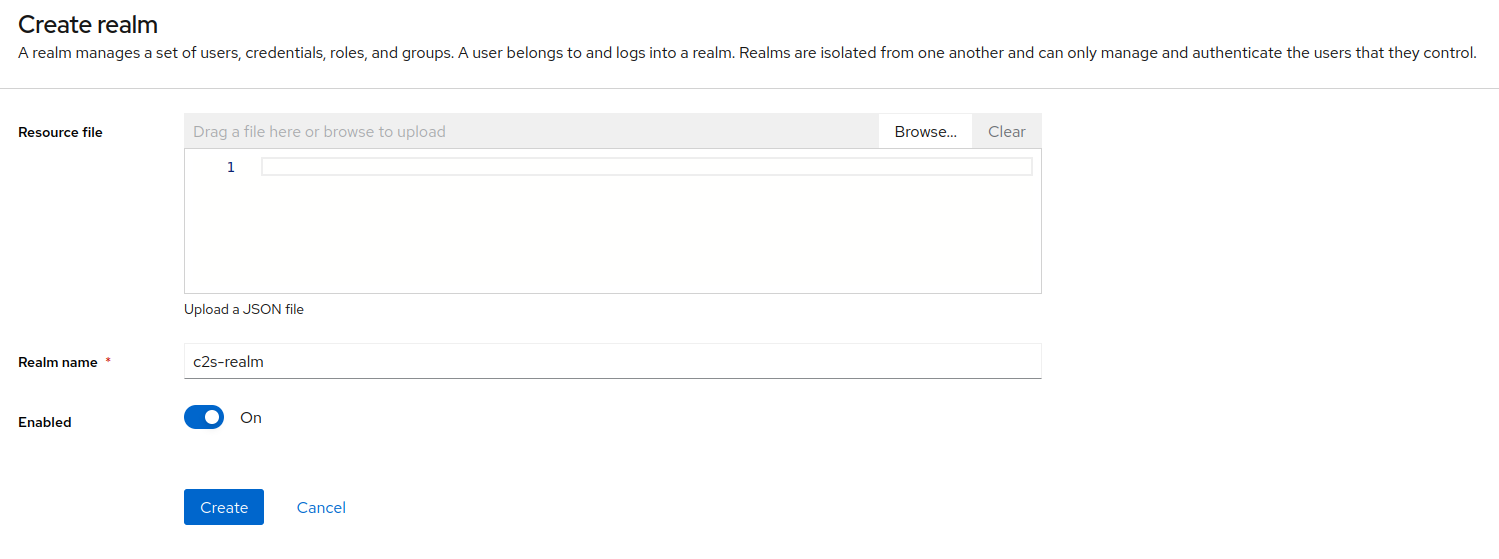 Create realm
A realm manages a set of users, credentials, roles, and groups. A user belongs to and logs into a realm. Realms are isolated from one another and can only manage and authenticate the users that they control.
Resource file
Drag a file here or browse to upload
Browse...
Clear
1
Upload a JSON file
Realm name *
c2s-realm
Enabled
On
Create
Cancel